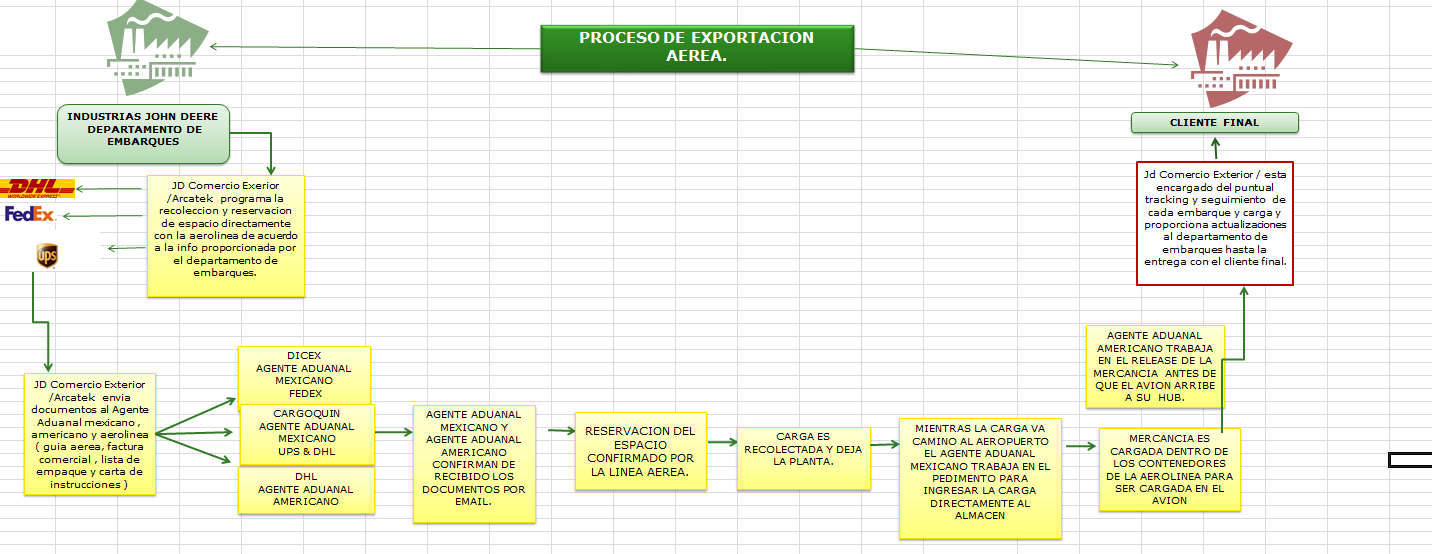 PROCESO DE EXPORTACION
AEREA.
INDUSTRIAS JOHN DEERE
DEPARTAMENTO DE
EMBARQUES
CLIENTE FINAL
DHL
WORLDWIDE EXPRESS
FedEx
ups
JD Comercio Exerior
/Arcatek programa la
recoleccion y reservacion
de espacio directamente
con la aerolinea de acuerdo
a la info proporcionada por
el departamento de
embarques.
Jd Comercio Exterior / esta
encargado del puntual
tracking y seguimiento de
cada embarque y carga y
proporciona actualizaciones
al departamento de
embarques hasta la
entrega con el cliente final.
JD Comercio Exterior
/Arcatek envia
documentos al Agente
Aduanal mexicano ,
americano y aerolinea
( guia aerea, factura
comercial , lista de
empaque y carta de
instrucciones )
DICEX
AGENTE ADUANAL
MEXICANO
FEDEX
CARGOQUIN
AGENTE ADUANAL
MEXICANO
UPS & DHL
DHL
AGENTE ADUANAL
AMERICANO
AGENTE ADUANAL
MEXICANO Y
AGENTE ADUANAL
AMERICANO
CONFIRMAN DE
RECIBIDO LOS
DOCUMENTOS POR
EMAIL.
RESERVACION DEL
ESPACIO
CONFIRMADO POR
LA LINEA AEREA.
CARGA ES
RECOLECTADA Y DEJA
LA PLANTA.
MIENTRAS LA CARGA VA
CAMINO AL AEROPUERTO
EL AGENTE ADUANAL
MEXICANO TRABAJA EN EL
PEDIMENTO PARA
INGRESAR LA CARGA
DIRECTAMENTE AL
ALMACEN
MERCANCIA ES
CARGADA DENTRO DE
LOS CONTENEDORES
DE LA AEROLINEA PARA
SER CARGADA EN EL
AVION
AGENTE ADUANAL
AMERICANO TRABAJA
EN EL RELEASE DE LA
MERCANCIA ANTES DE
QUE EL AVION ARRIBE
A SU HUB.